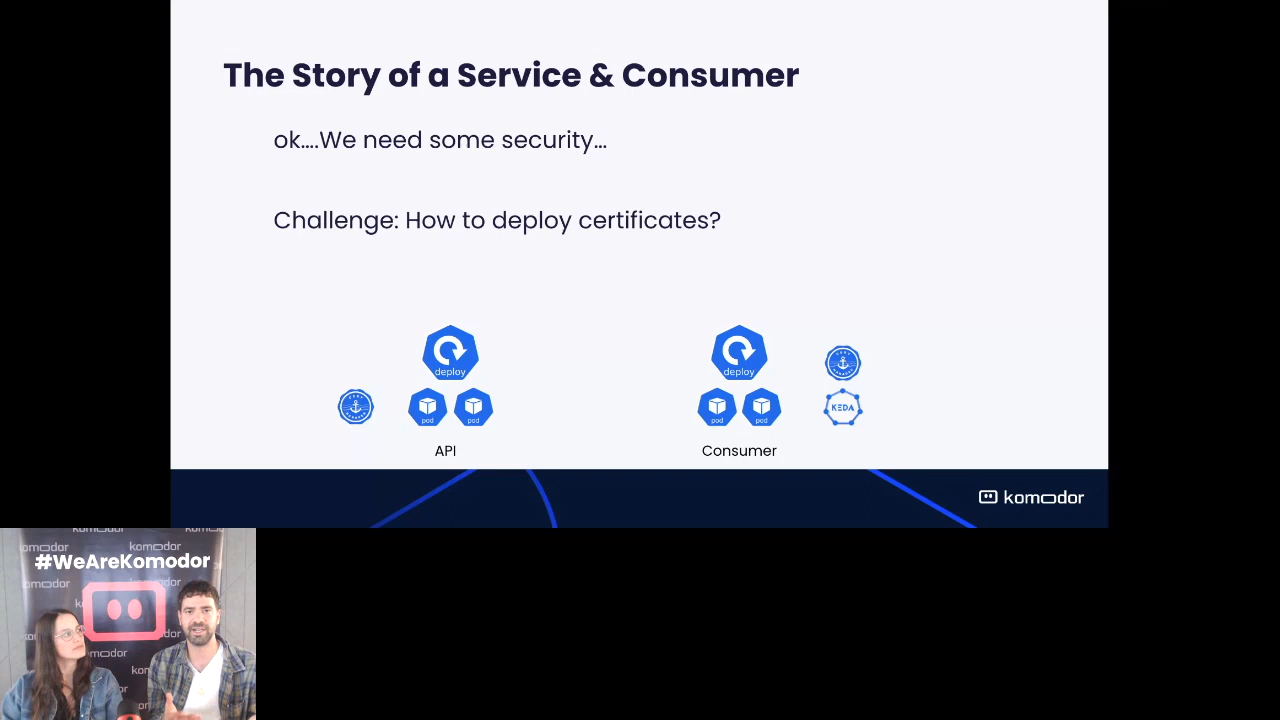 The Story of a Service & Consumer
ok....We need some security...
Challenge: How to deploy certificates?
deploy
deploy
pod
pod
pod
pod
KEDA
API
Consumer
komodor
#WeAreKomodor
komodor
komodor
komodor